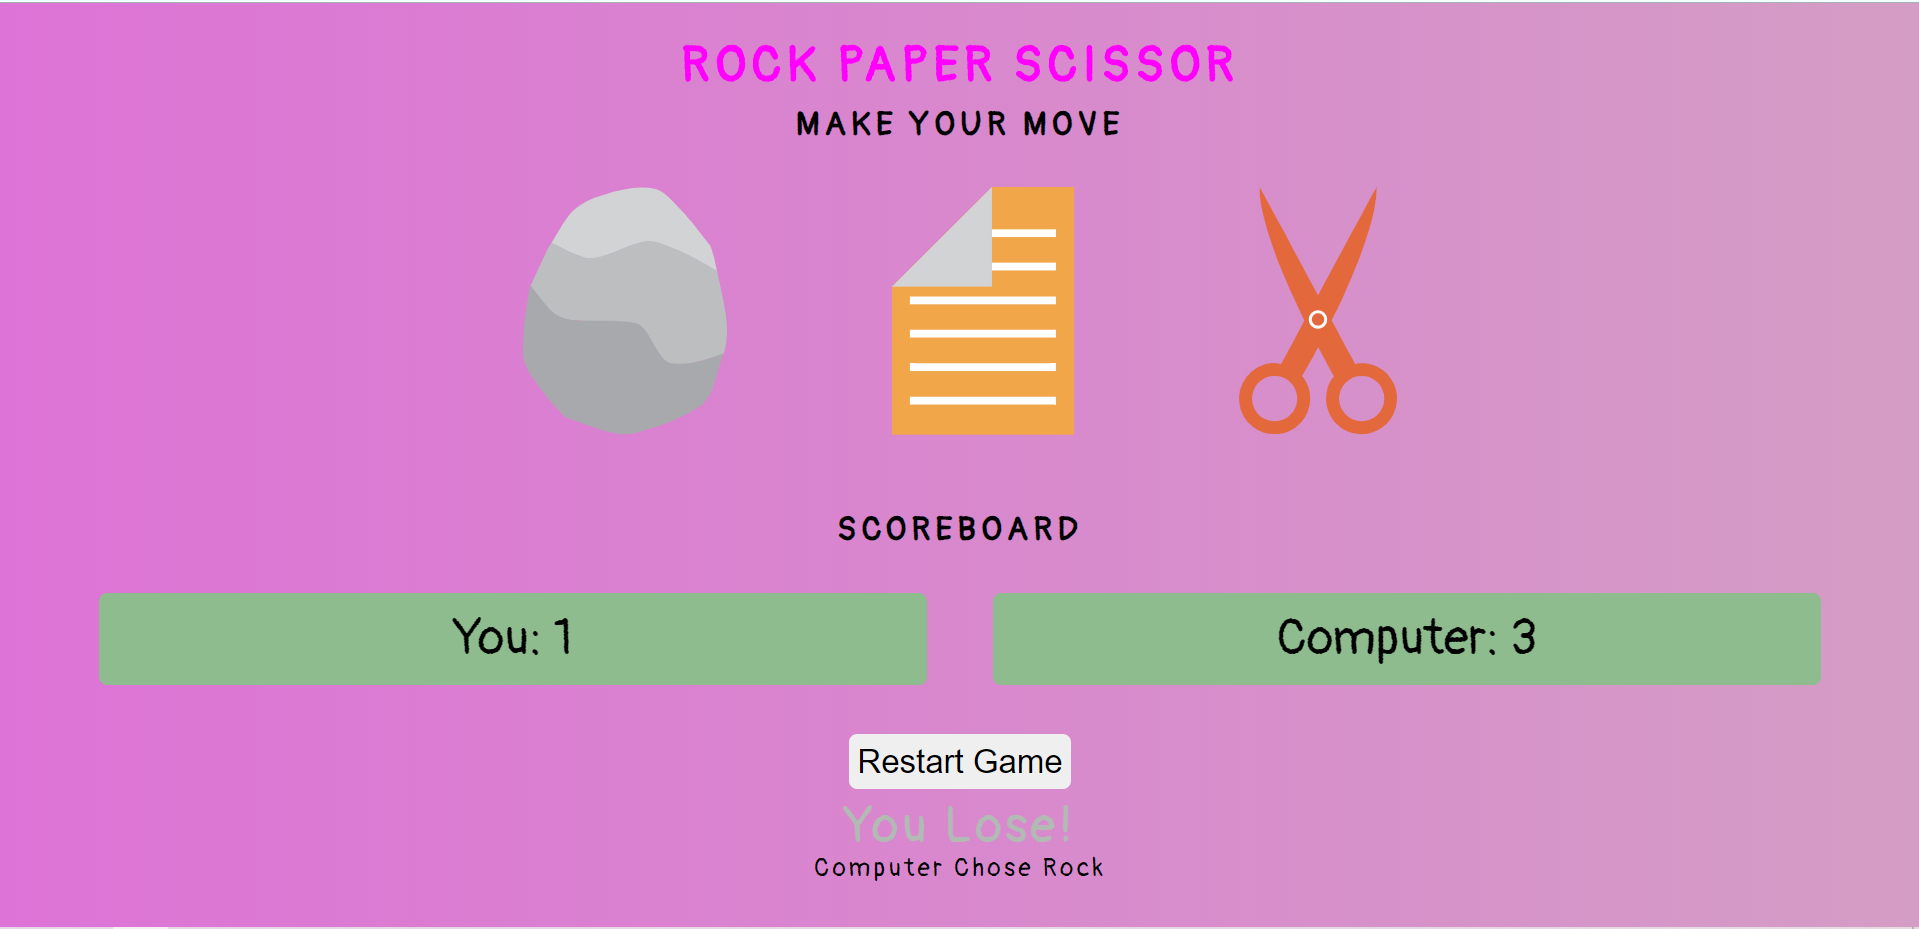 ROCK PAPER SCISSOR
MAKE YOUR MOVE
SCOREBOARD
You: 1
Computer: 3
Restart Game
You Lose!
Computer Chose Rock